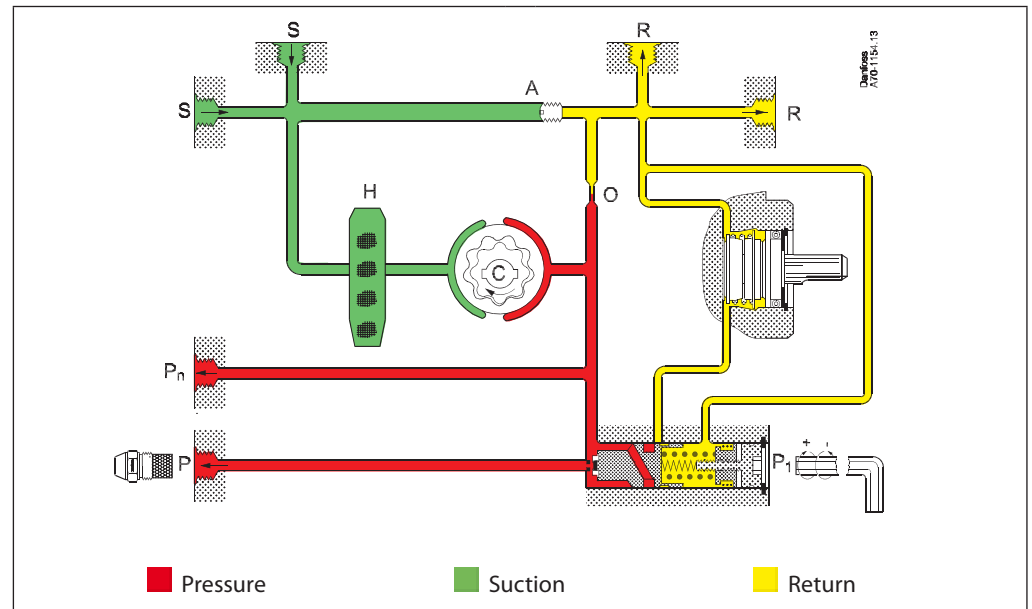 S
R
Danfoss
A70-1154.13
A
S
R
H
O
C
Pn
P
P1
+ -
Pressure
Suction
Return